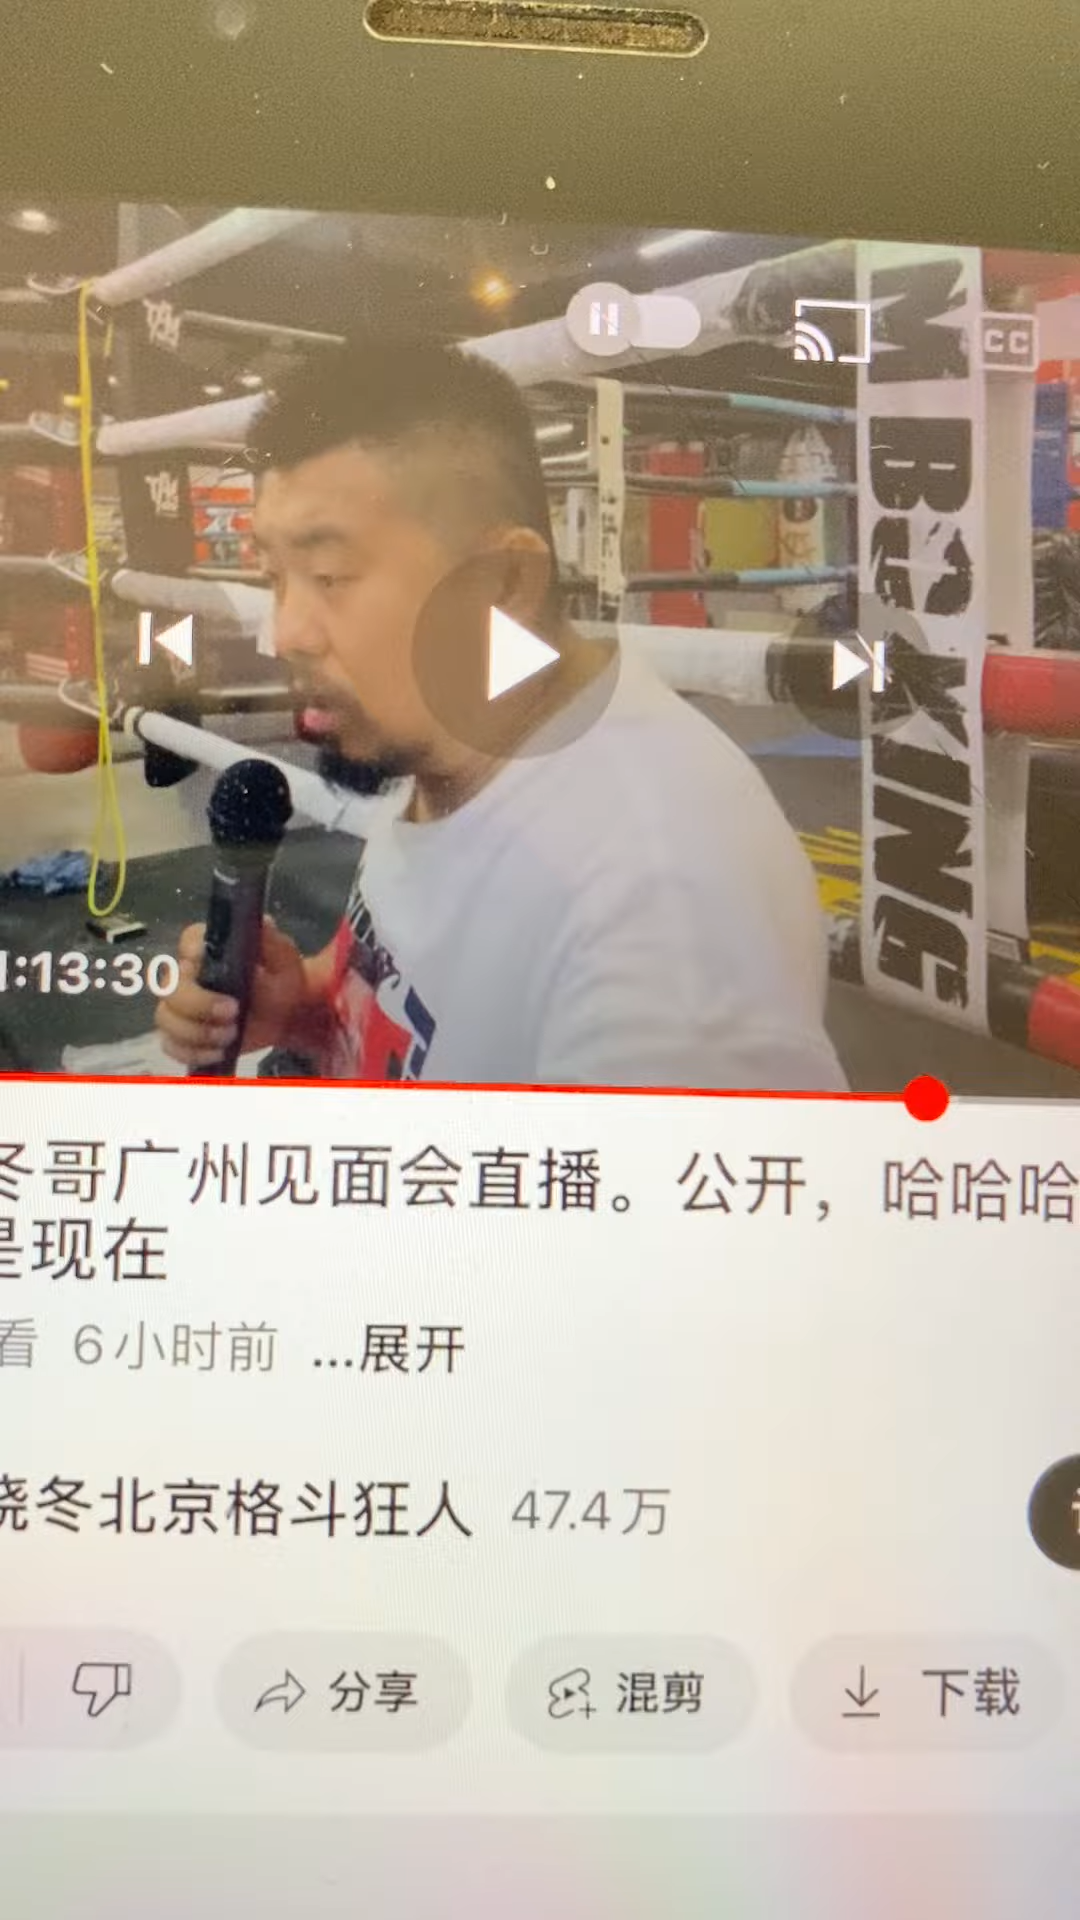 CC
BOXING
1:13:30
冬哥广州见面会直播。公开，哈哈哈
是现在
看 6小时前 ...展开
晓冬北京格斗狂人 47.4万
分享 混剪 下载